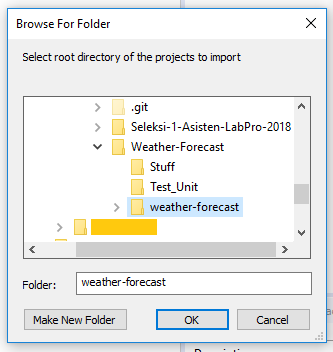 Browse For Folder
Select root directory of the projects to import
.git
Seleksi-1-Asisten-LabPro-2018
Weather-Forecast
Stuff
Test_Unit
weather-forecast
Folder: weather-forecast
Make New Folder OK Cancel